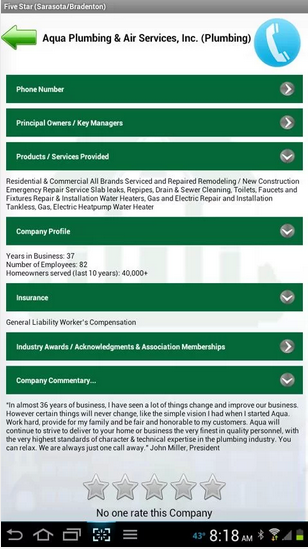 Five Star (Sarasota/Bradenton)
Aqua Plumbing & Air Services, Inc. (Plumbing)
Phone Number
Principal Owners / Key Managers
Products / Services Provided
Residential & Commercial All Brands Serviced and Repaired Remodeling / New Construction
Emergency Repair Service Slab leaks, Repipes, Drain & Sewer Cleaning, Toilets, Faucets and
Fixtures Repair & Installation Water Heaters, Gas and Electric Repair and Installation
Tankless, Gas, Electric Heatpump Water Heater
Company Profile
Years in Business: 37
Number of Employees: 82
Homeowners served (last 10 years): 40,000+
Insurance
General Liability Worker's Compensation
Industry Awards / Acknowledgments & Association Memberships
Company Commentary...
"In almost 36 years of business, I have seen a lot of things change and improve our business.
However certain things will never change, like the simple vision I had when I started Aqua.
Work hard, provide for my family and be fair and honorable to my customers. Aqua will
continue to strive to deliver to your home or business the very finest in quality personnel, with
the very highest standards of character & technical expertise in the plumbing industry. You
can relax. We are always just one call away." John Miller, President
No one rate this Company
43° 8:18 AM